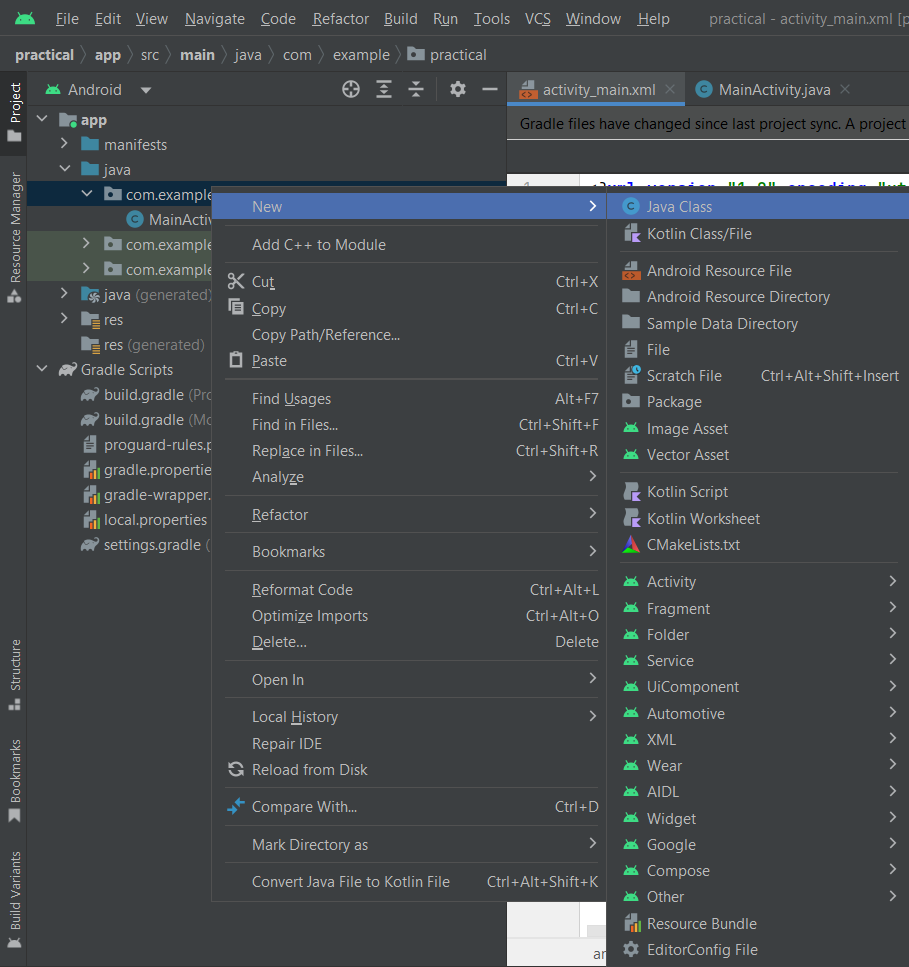 File Edit View Navigate Code Refactor Build Run Tools VCS Window Help practical - activity_main.xml [p
practical app src main java com example practical
Project
Resource Manager
Structure
Bookmarks
Build Variants
Android
app
manifests
java
com.example
MainActiv
com.example
com.example
java (generated)
res
res (generated)
Gradle Scripts
build.gradle (Pro
build.gradle (Mo
proguard-rules.p
gradle.propertie
gradle-wrapper.
local.properties
settings.gradle (
activity_main.xml MainActivity.java
Gradle files have changed since last project sync. A project
New
Add C++ to Module
Cut Ctrl+X
Copy Ctrl+C
Copy Path/Reference...
Paste Ctrl+V
Find Usages Alt+F7
Find in Files... Ctrl+Shift+F
Replace in Files... Ctrl+Shift+R
Analyze
Refactor
Bookmarks
Reformat Code Ctrl+Alt+L
Optimize Imports Ctrl+Alt+O
Delete... Delete
Open In
Local History
Repair IDE
Reload from Disk
Compare With... Ctrl+D
Mark Directory as
Convert Java File to Kotlin File Ctrl+Alt+Shift+K
Java Class
Kotlin Class/File
Android Resource File
Android Resource Directory
Sample Data Directory
File
Scratch File Ctrl+Alt+Shift+Insert
Package
Image Asset
Vector Asset
Kotlin Script
Kotlin Worksheet
CMakeLists.txt
Activity
Fragment
Folder
Service
UiComponent
Automotive
XML
Wear
AIDL
Widget
Google
Compose
Other
Resource Bundle
EditorConfig File